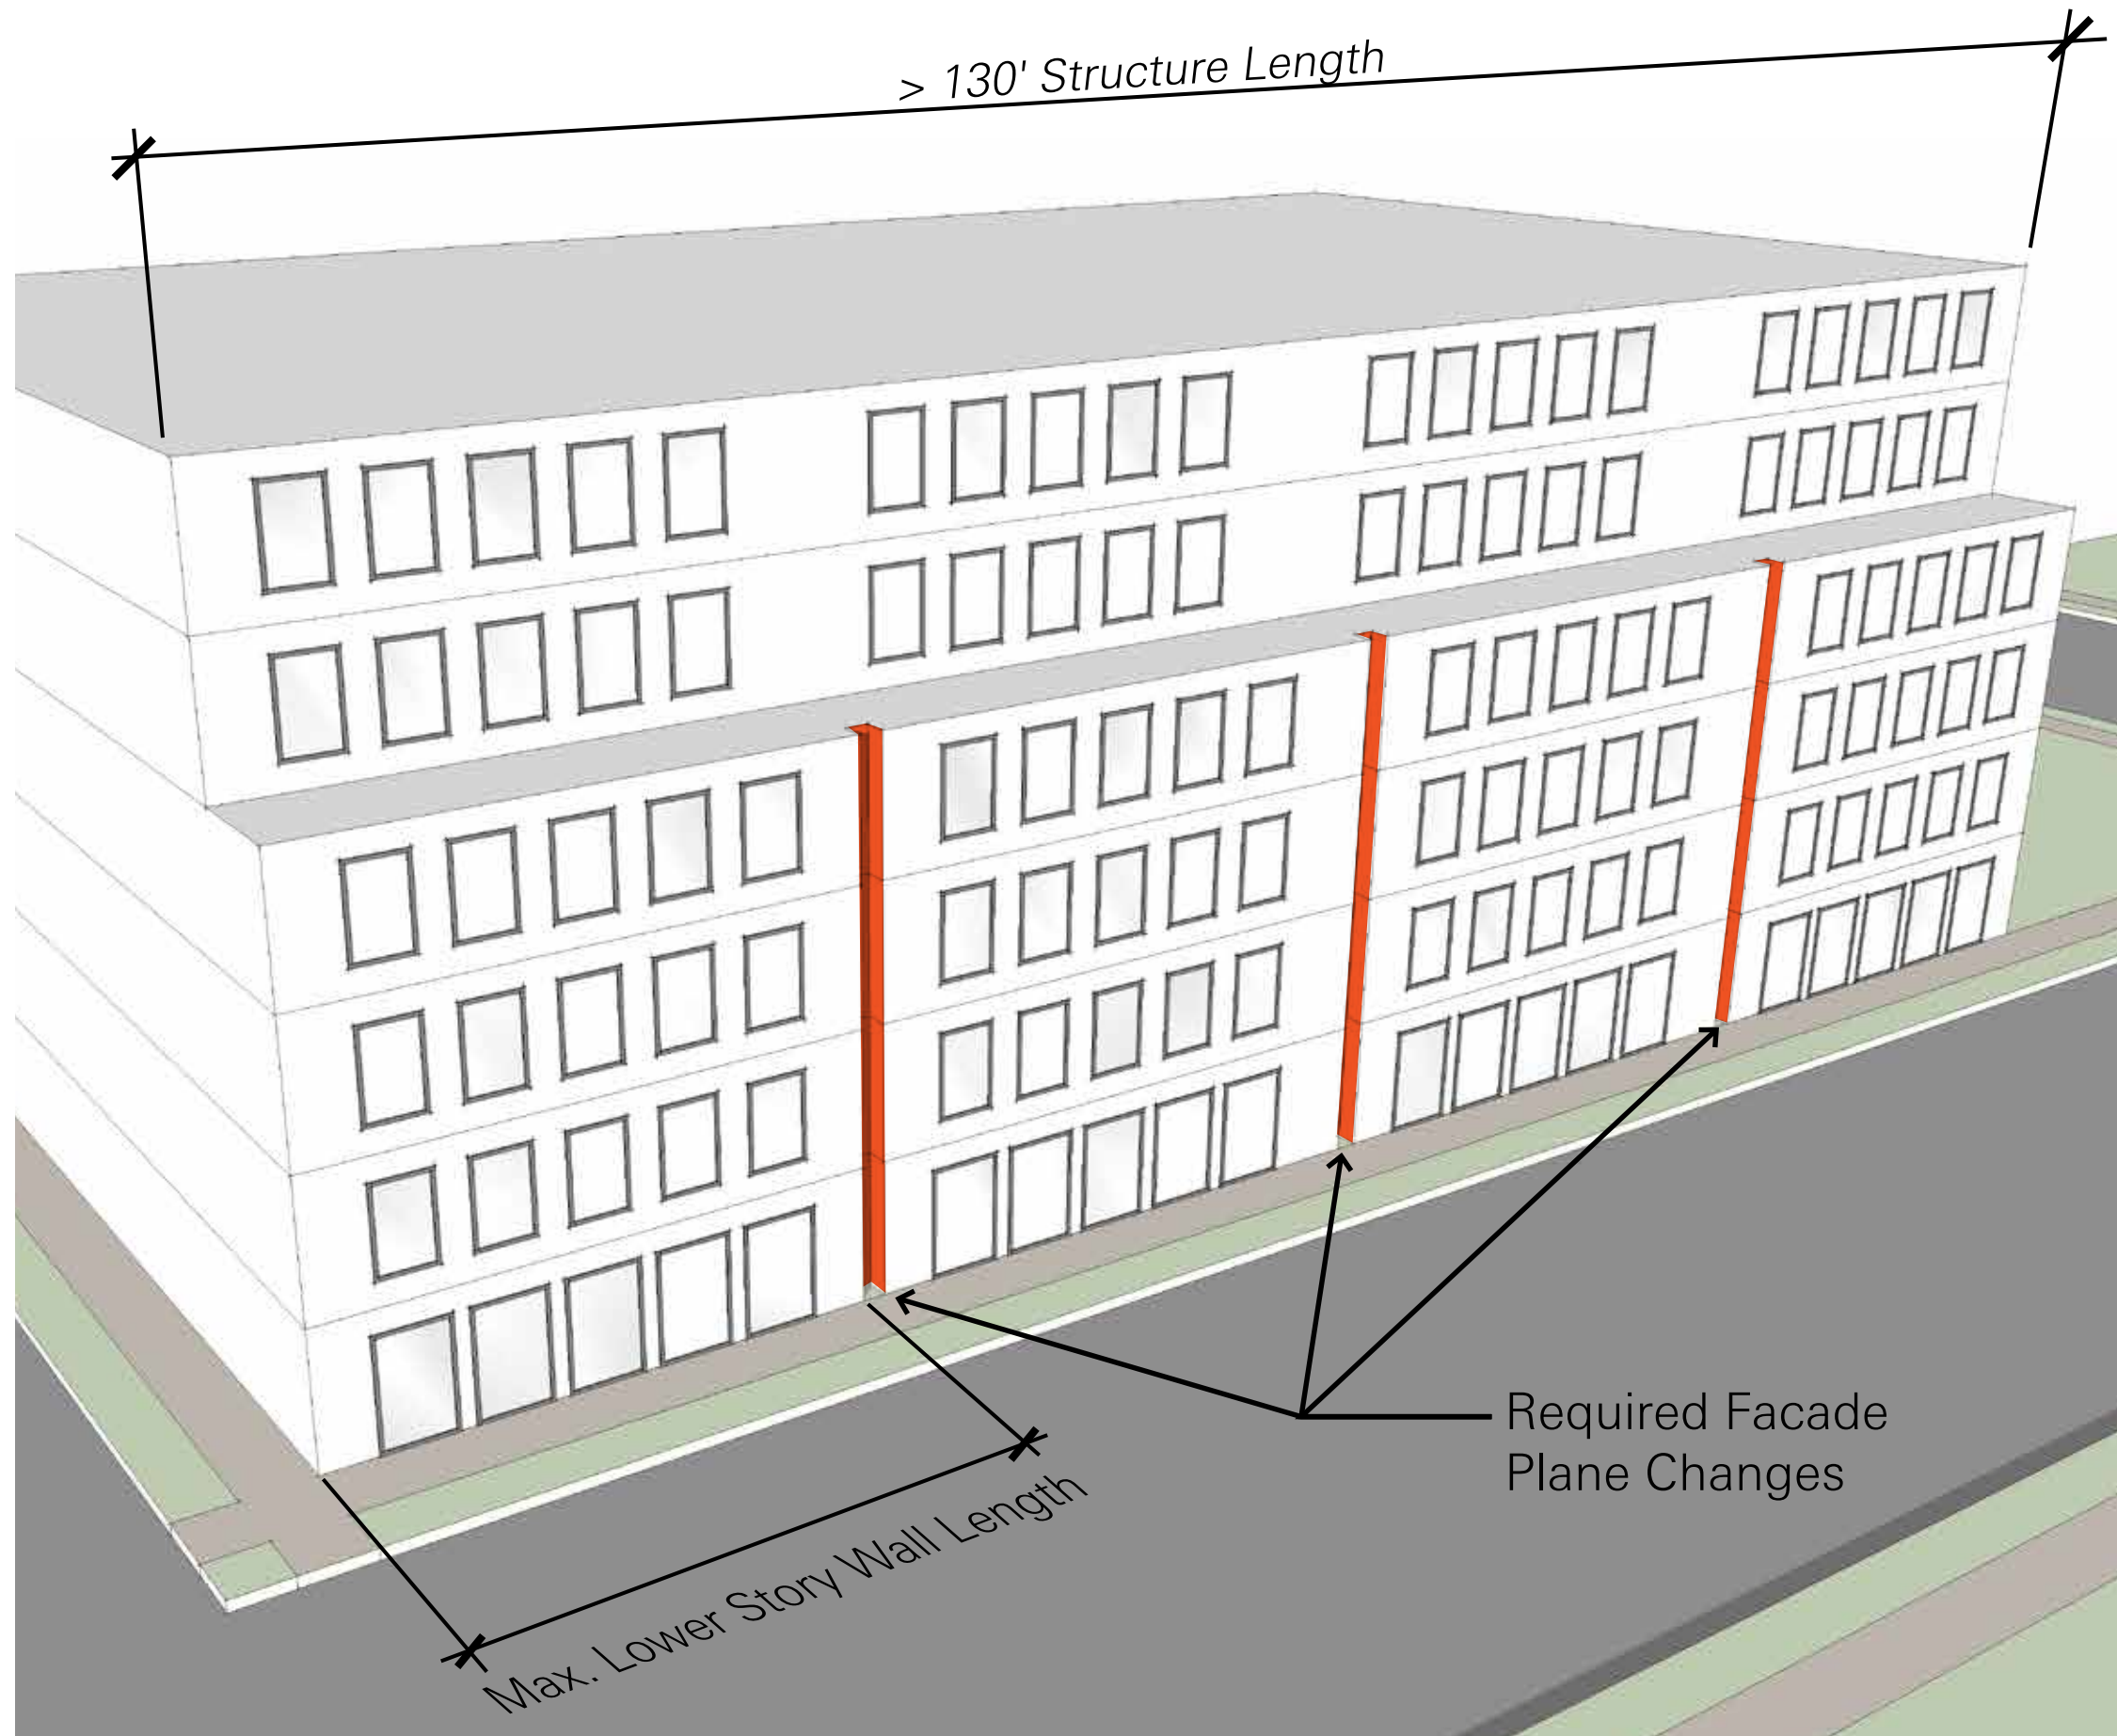 > 130' Structure Length
Required Facade
Plane Changes
Max. Lower Story Wall Length